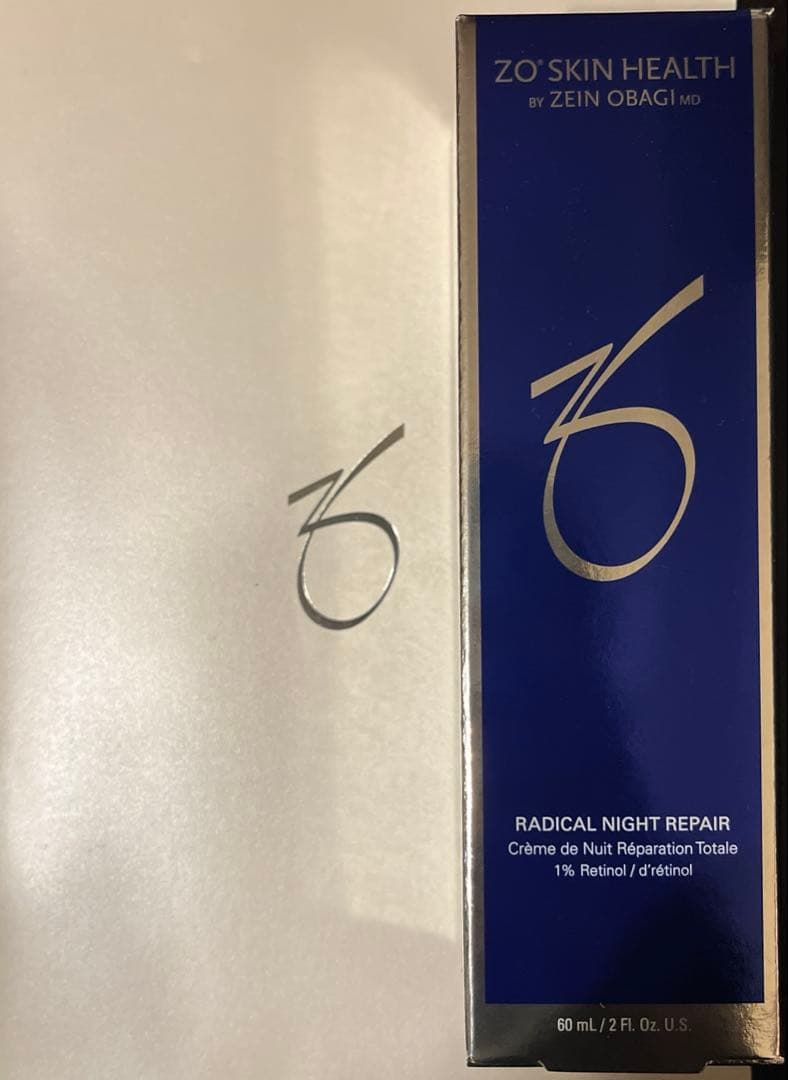 ZO® SKIN HEALTH
BY ZEIN OBAGI MD
RADICAL NIGHT REPAIR
Crème de Nuit Réparation Totale
1% Retinol / d'rétinol
60 mL / 2 Fl. Oz. U.S.